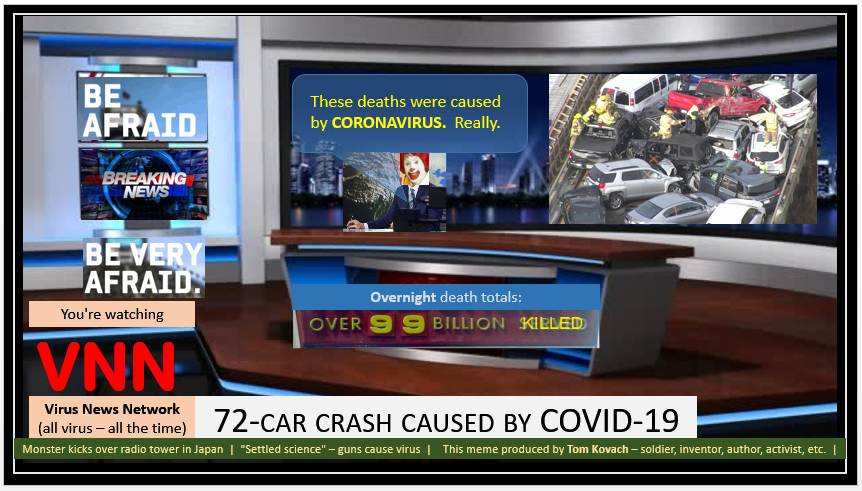 BE
AFRAID
BREAKING
NEWS
BE VERY
AFRAID.
These deaths were caused
by CORONAVIRUS.  Really.
Overnight death totals:
OVER 99 BILLION KILLED
You're watching
VNN
Virus News Network
(all virus – all the time)
72-CAR CRASH CAUSED BY COVID-19
Monster kicks over radio tower in Japan | "Settled science" – guns cause virus | This meme produced by Tom Kovach – soldier, inventor, author, activist, etc. |